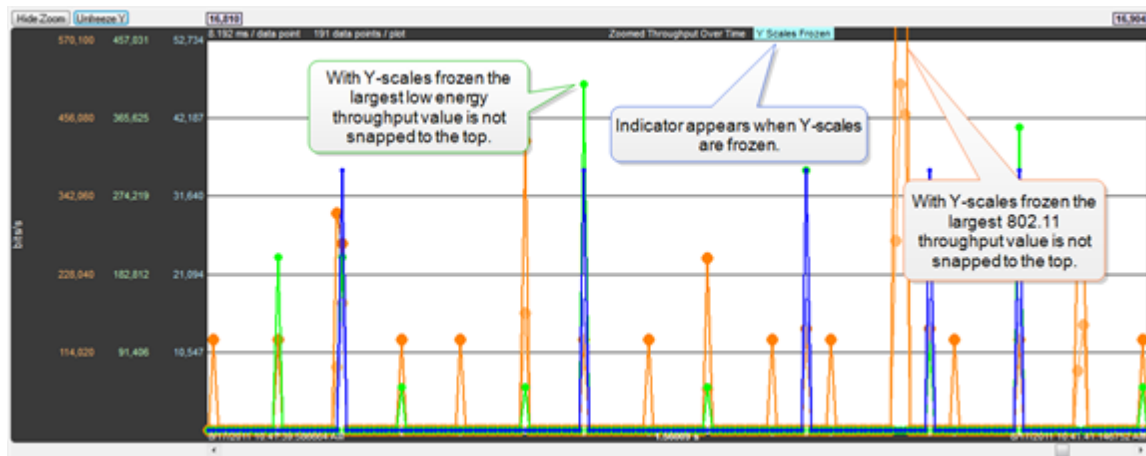 Hide Zoom
Unfreeze Y
16,810
16,904
8.192 ms / data point 191 data points / plot
Zoomed Throughput Over Time
Y Scales Frozen
570,100 457,031 52,734
456,080 365,625 42,187
342,060 274,219 31,640
228,040 182,812 21,094
114,020 91,406 10,547
bits/s
With Y-scales frozen the
largest low energy
throughput value is not
snapped to the top.
Indicator appears when Y-scales
are frozen.
With Y-scales frozen the
largest 802.11
throughput value is not
snapped to the top.